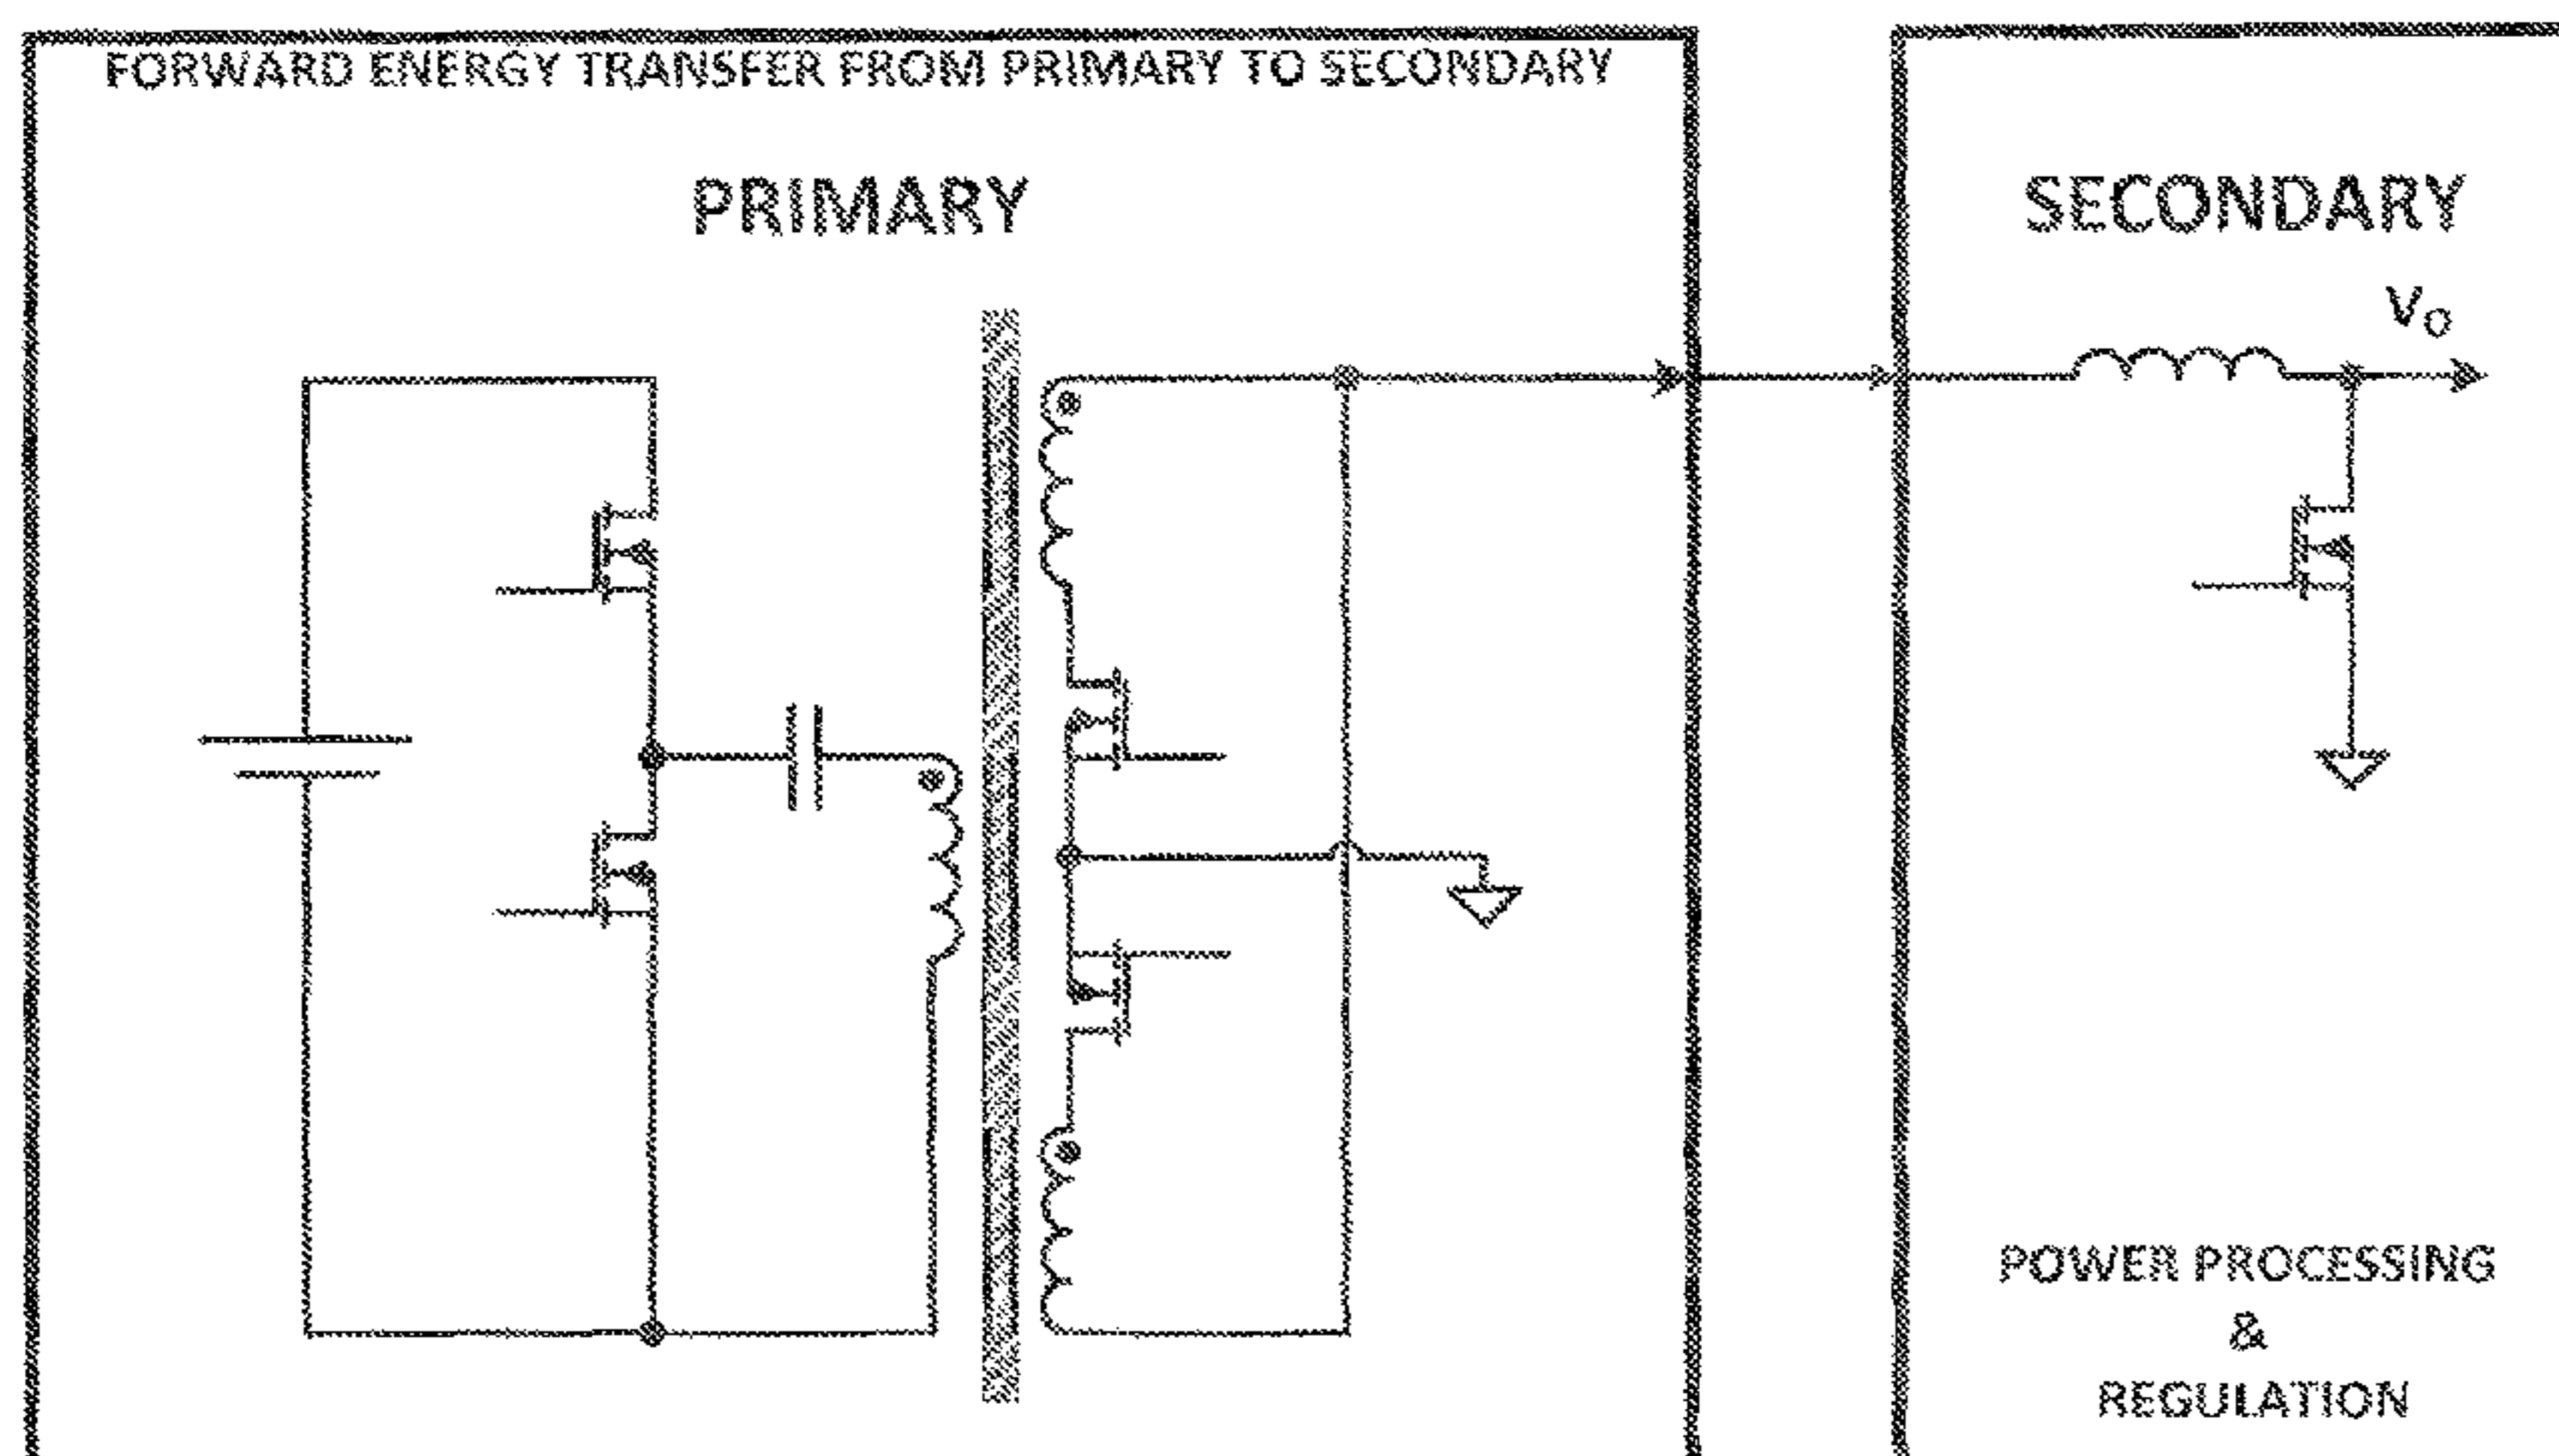 FORWARD ENERGY TRANSFER FROM PRIMARY TO SECONDARY
PRIMARY
SECONDARY
VO
POWER PROCESSING
&
REGULATION